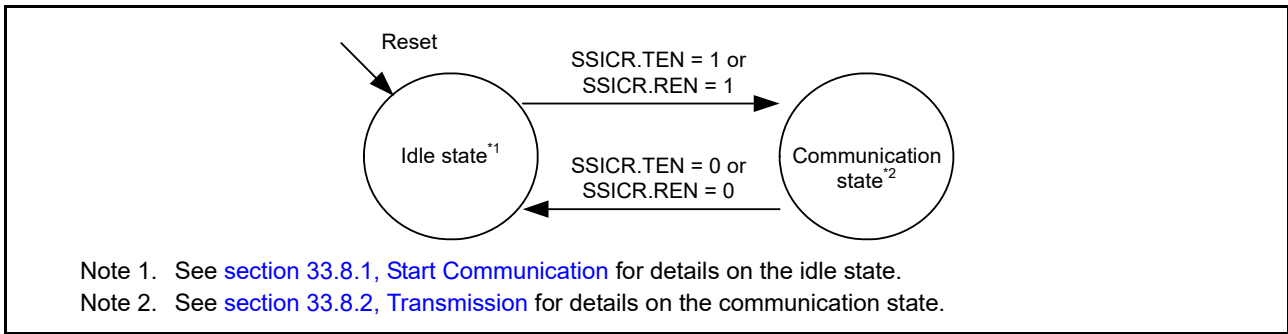 Reset
SSICR.TEN = 1 or
SSICR.REN = 1
Idle state*1
Communication
state*2
SSICR.TEN = 0 or
SSICR.REN = 0
Note 1. See section 33.8.1, Start Communication for details on the idle state.
Note 2. See section 33.8.2, Transmission for details on the communication state.